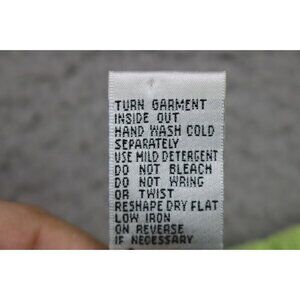 TURN GARMENT
INSIDE OUT
HAND WASH COLD
SEPARATELY
USE MILD DETERGENT
DO NOT BLEACH
DO NOT WRING
OR TWIST
RESHAPE DRY FLAT
LOW IRON
ON REVERSE
IF NECESSARY